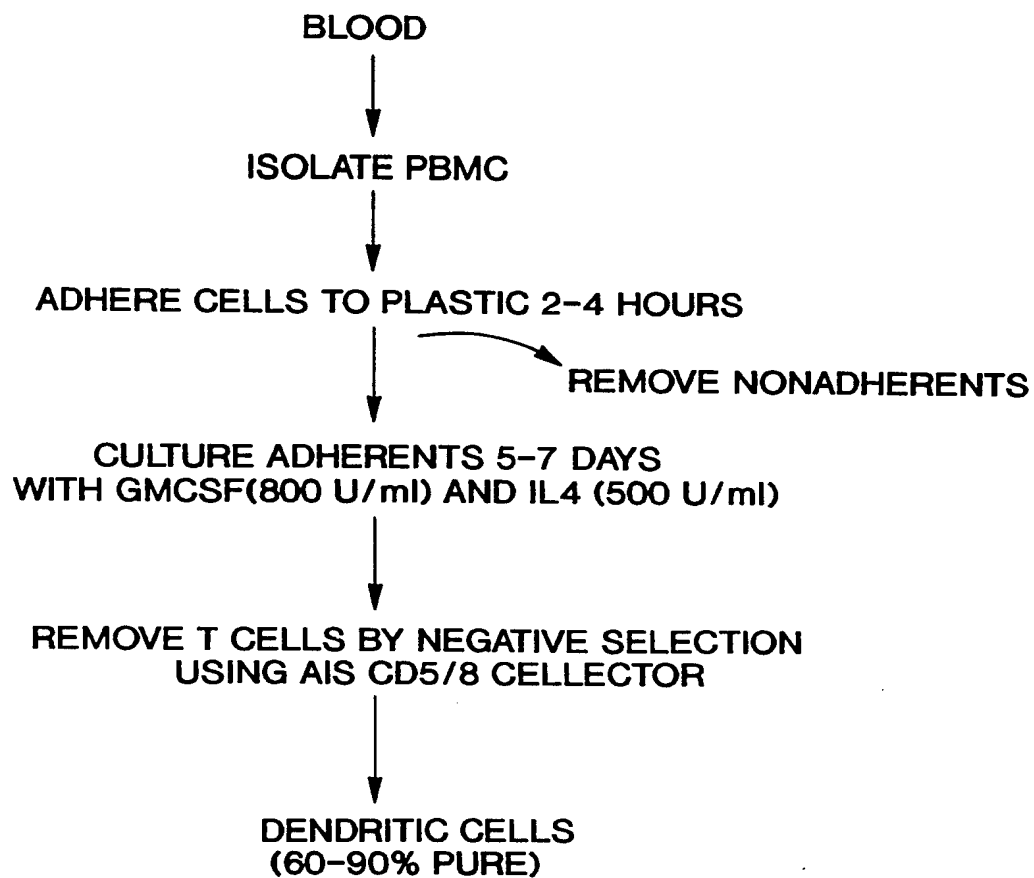 BLOOD
ISOLATE PBMC
ADHERE CELLS TO PLASTIC 2-4 HOURS
REMOVE NONADHERENTS
CULTURE ADHERENTS 5-7 DAYS
WITH GMCSF(800 U/ml) AND IL4 (500 U/ml)
REMOVE T CELLS BY NEGATIVE SELECTION
USING AIS CD5/8 CELLECTOR
DENDRITIC CELLS
(60-90% PURE)